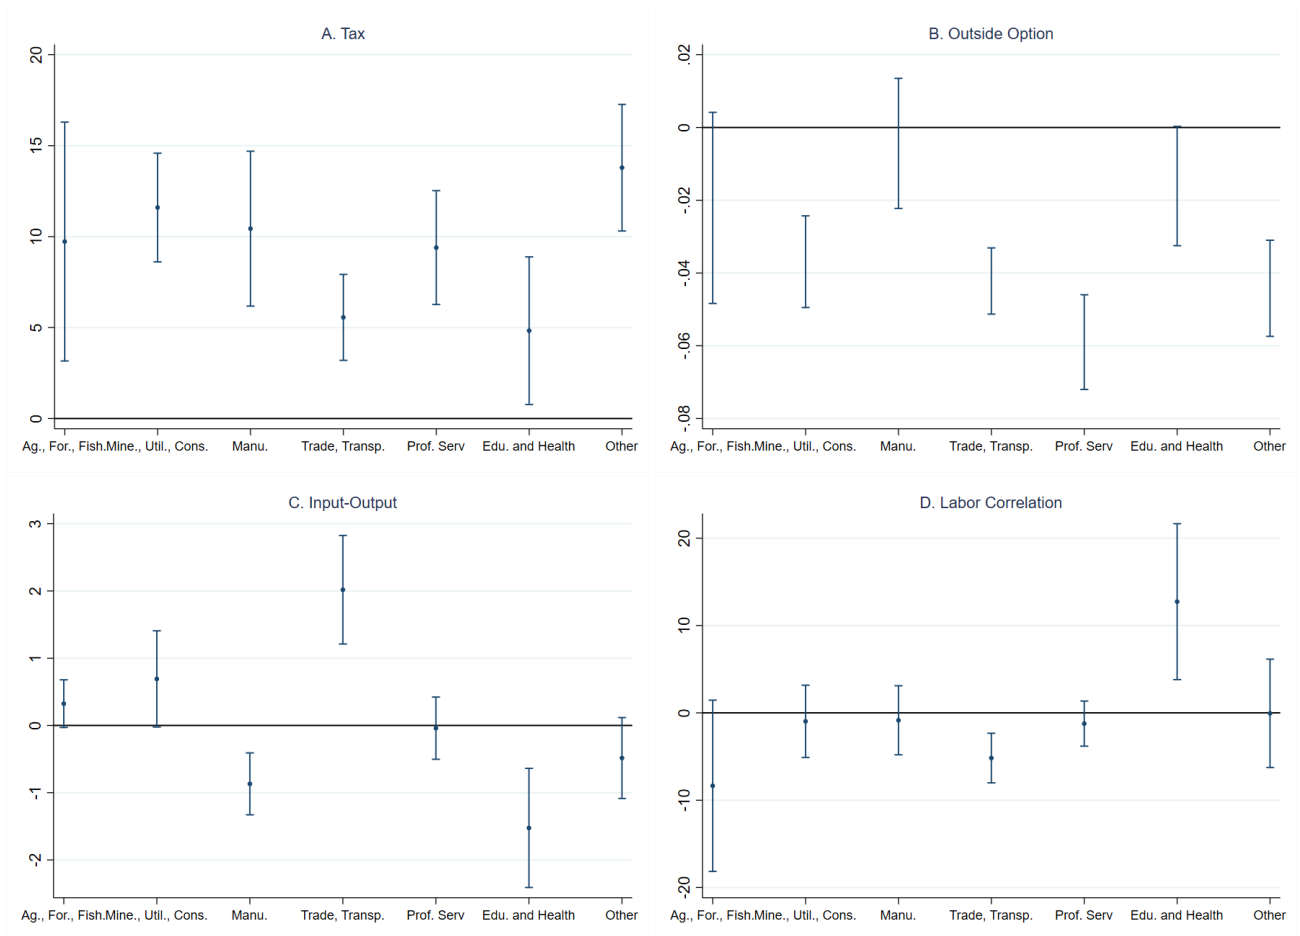 A. Tax
20
15
10
5
0
Ag., For., Fish.Mine., Util., Cons. Manu. Trade, Transp. Prof. Serv Edu. and Health Other
B. Outside Option
.02
0
-.02
-.04
-.06
-.08
Ag., For., Fish.Mine., Util., Cons. Manu. Trade, Transp. Prof. Serv Edu. and Health Other
C. Input-Output
3
2
1
0
-1
-2
Ag., For., Fish.Mine., Util., Cons. Manu. Trade, Transp. Prof. Serv Edu. and Health Other
D. Labor Correlation
20
10
0
-10
-20
Ag., For., Fish.Mine., Util., Cons. Manu. Trade, Transp. Prof. Serv Edu. and Health Other